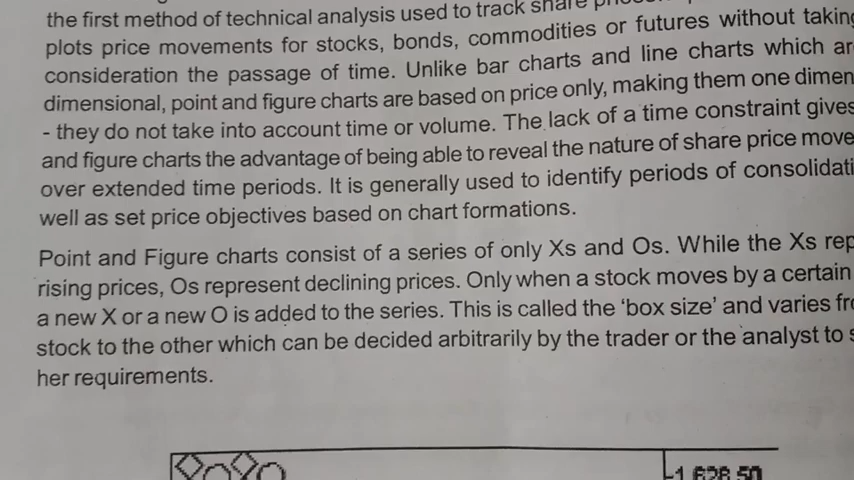 the first method of technical analysis used to track share
plots price movements for stocks, bonds, commodities or futures without taking
consideration the passage of time. Unlike bar charts and line charts which ar
dimensional, point and figure charts are based on price only, making them one dimen
- they do not take into account time or volume. The lack of a time constraint gives
and figure charts the advantage of being able to reveal the nature of share price move
over extended time periods. It is generally used to identify periods of consolidati
well as set price objectives based on chart formations.
Point and Figure charts consist of a series of only Xs and Os. While the Xs rep
rising prices, Os represent declining prices. Only when a stock moves by a certain
a new X or a new O is added to the series. This is called the ‘box size’ and varies fro
stock to the other which can be decided arbitrarily by the trader or the analyst to s
her requirements.
1,628.50